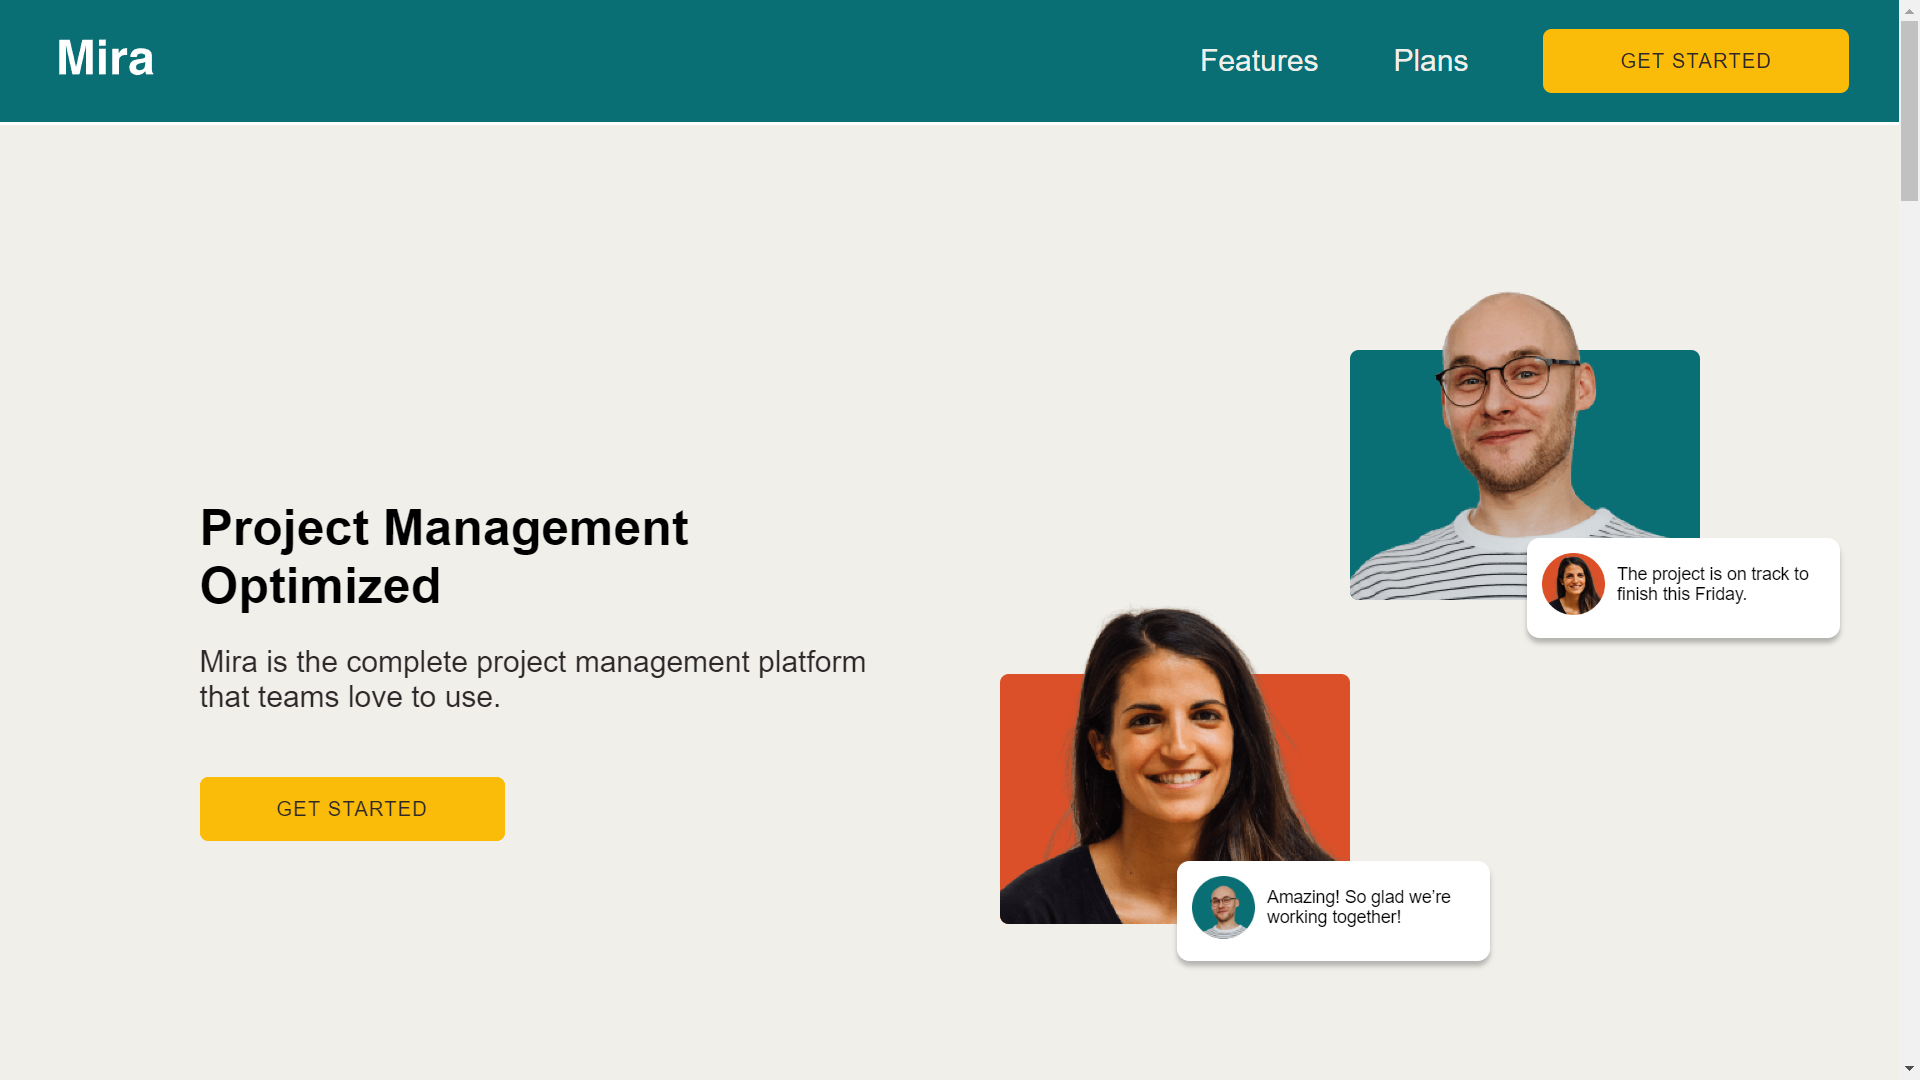 Mira
Features
Plans
GET STARTED
Project Management
Optimized
Mira is the complete project management platform
that teams love to use.
GET STARTED
The project is on track to
finish this Friday.
Amazing! So glad we’re
working together!